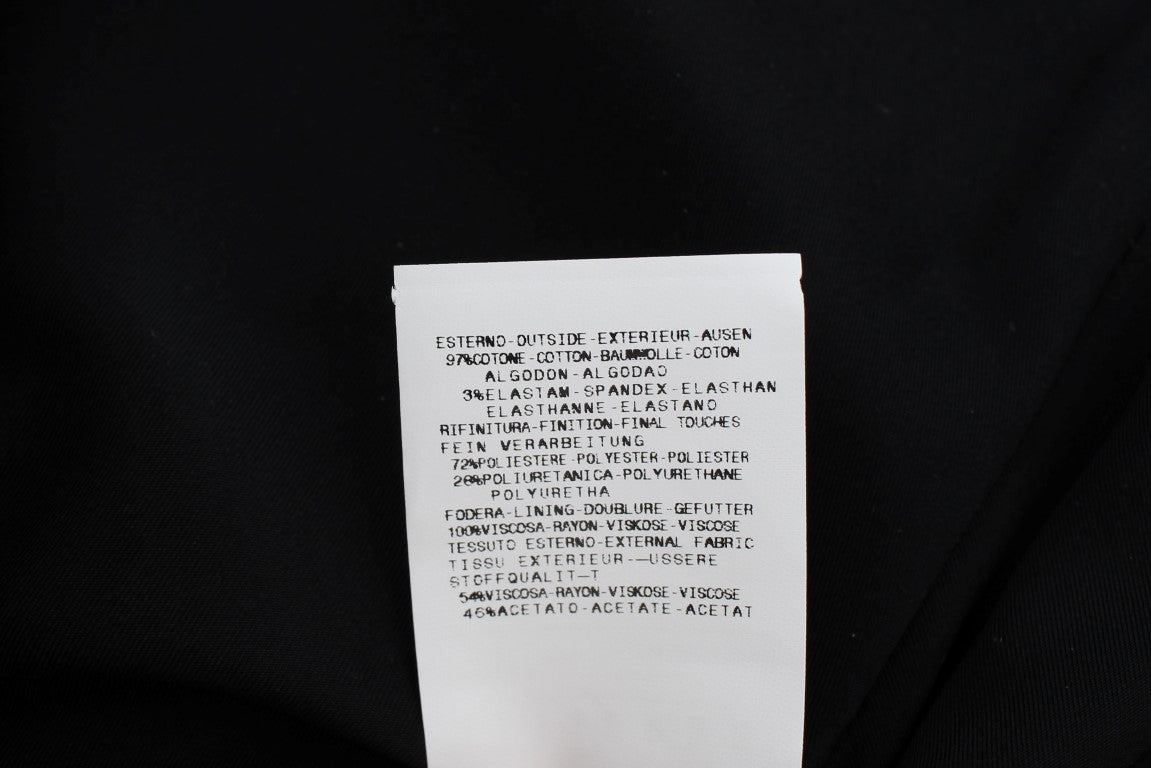 ESTERNO-OUTSIDE-EXTERIEUR-AUSEN
97%COTONE-COTTON-BAUMWOLLE-COTON
ALGODON-ALGODAO
3%ELASTAM-SPANDEX-ELASTHAN
ELASTHANNE-ELASTANO
RIFINITURA-FINITION-FINAL TOUCHES
FEIN VERARBEITUNG
72%POLIESTERE-POLYESTER-POLIESTER
28%POLIURETANICA-POLYURETHANE
POLYURETHA
FODERA-LINING-DOUBLURE-GEFUTTER
100%VISCOSA-RAYON-VISKOSE-VISCOSE
TESSUTO ESTERNO-EXTERNAL FABRIC
TISSU EXTERIEUR-—USSERE
STOFFQUALIT—T
54%VISCOSA-RAYON-VISKOSE-VISCOSE
46%ACETATO-ACETATE-ACETAT